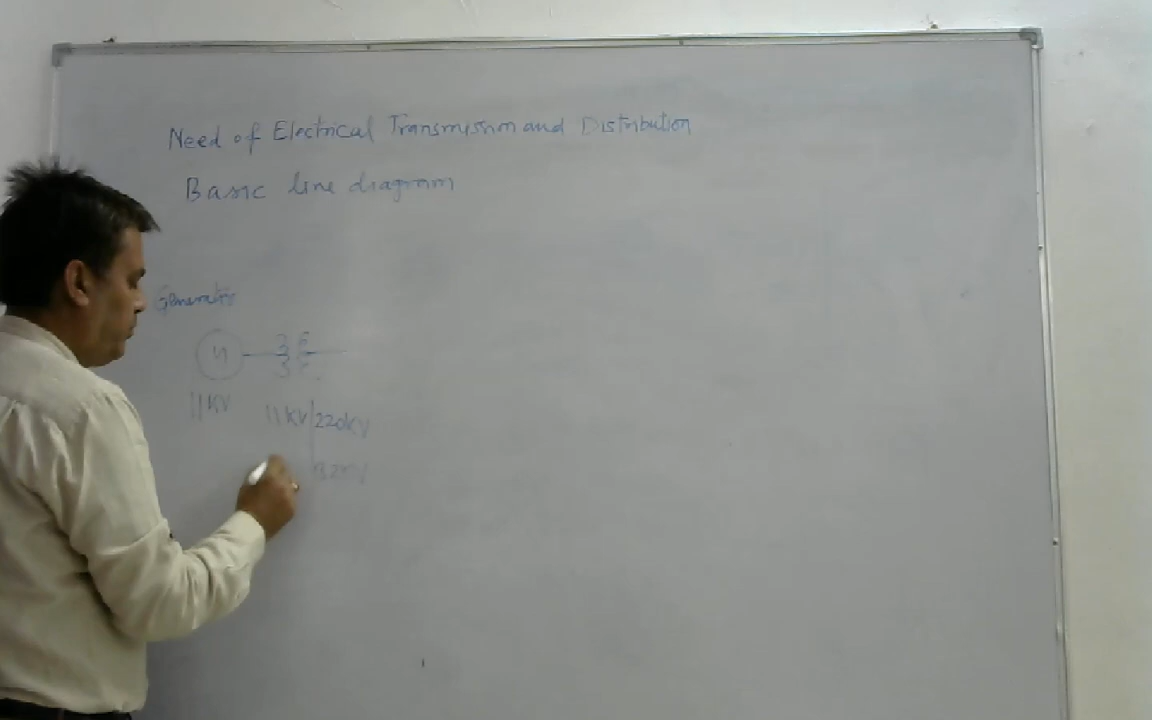 Need of Electrical Transmission and Distribution
Basic line diagram
Generator
11KV 11KV/220KV